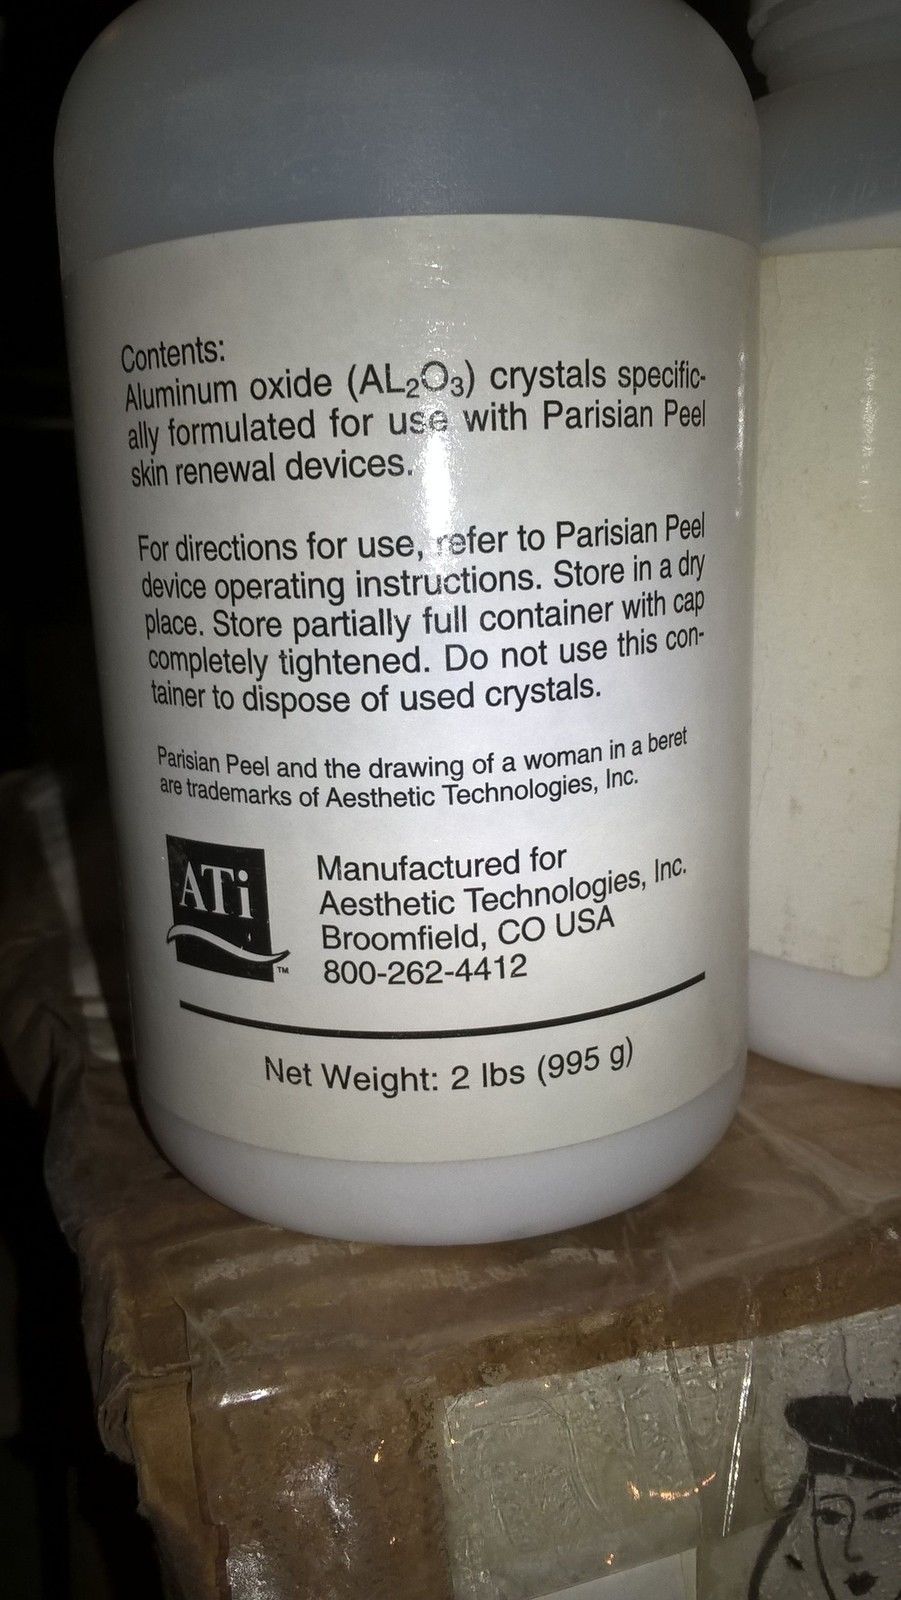 Contents:
Aluminum oxide (AL₂O₃) crystals specific-
ally formulated for use with Parisian Peel
skin renewal devices.
For directions for use, refer to Parisian Peel
device operating instructions. Store in a dry
place. Store partially full container with cap
completely tightened. Do not use this con-
tainer to dispose of used crystals.
Parisian Peel and the drawing of a woman in a beret
are trademarks of Aesthetic Technologies, Inc.
ATi
TM
Manufactured for
Aesthetic Technologies, Inc.
Broomfield, CO USA
800-262-4412
Net Weight: 2 lbs (995 g)